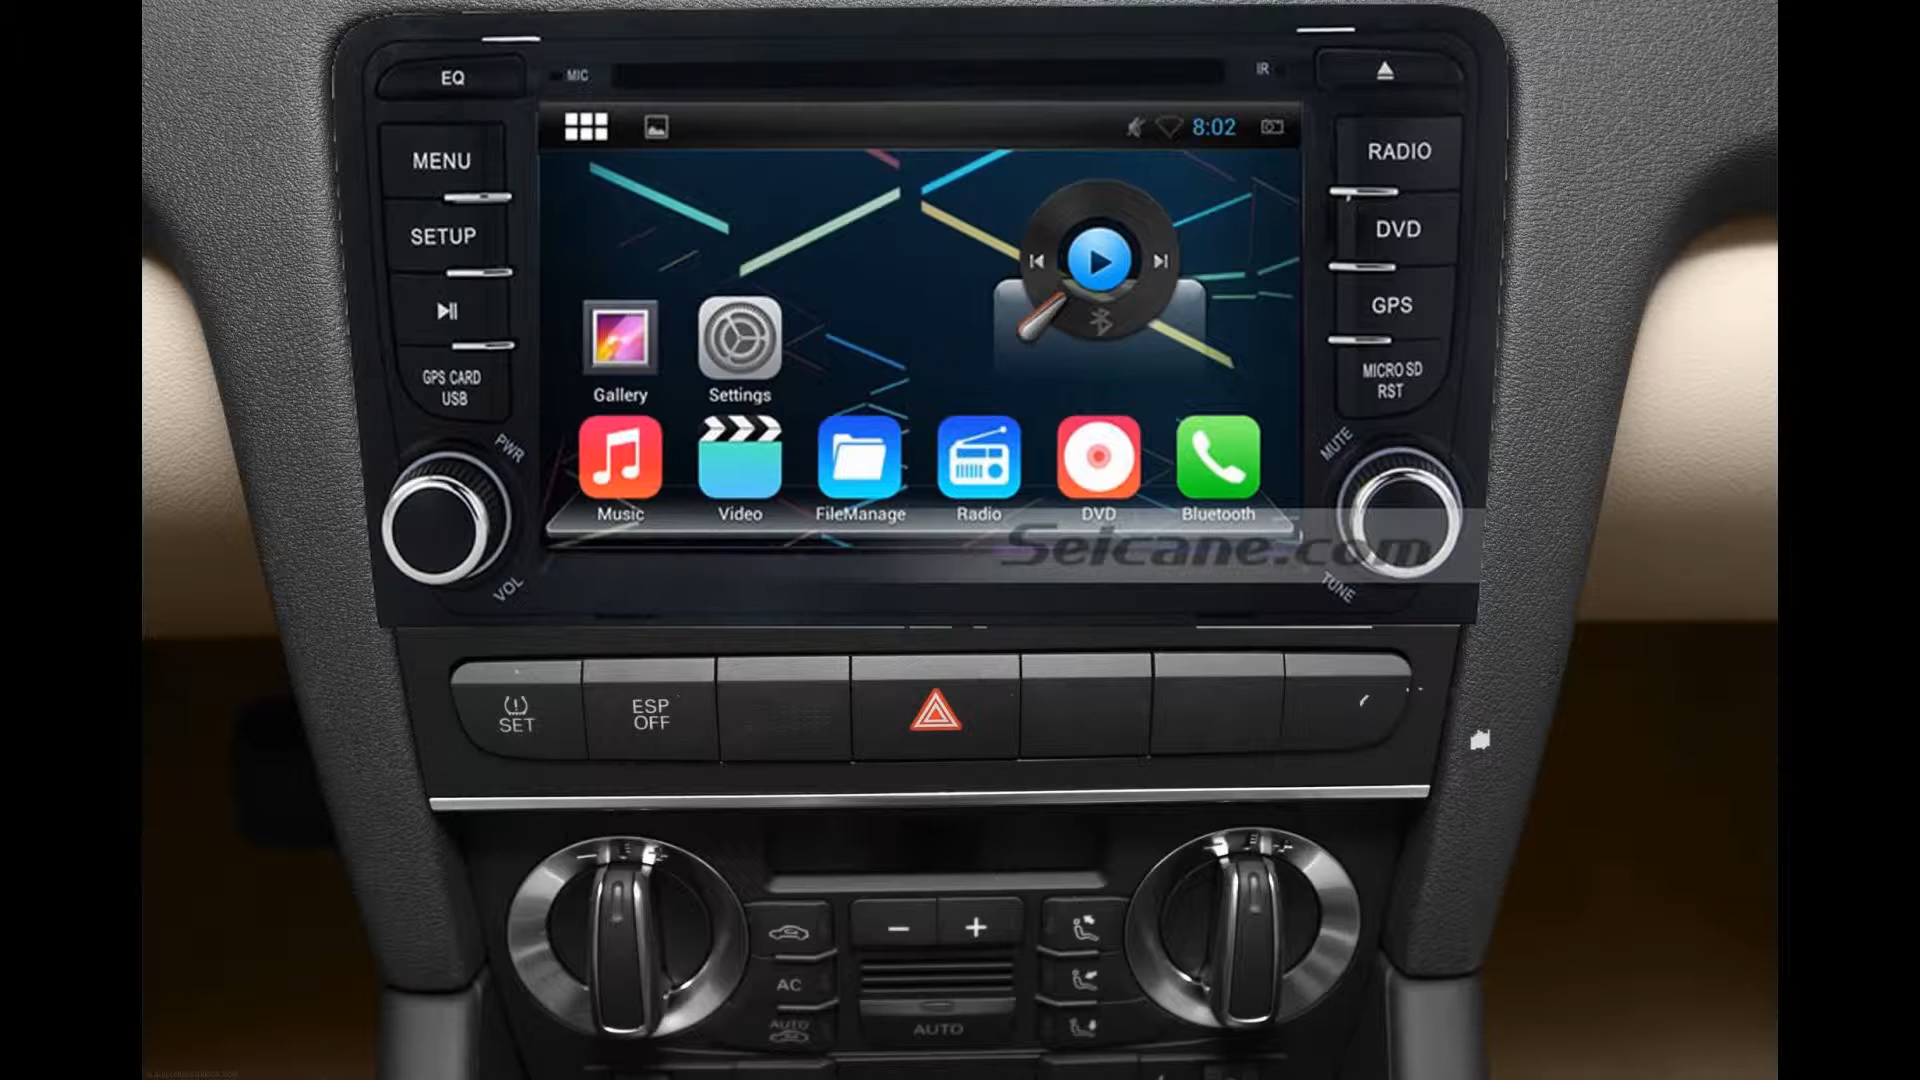 EQ
MIC
IR
MENU
SETUP
GPS CARD
USB
PWR
VOL
8:02
Gallery
Settings
Music
Video
FileManage
Radio
DVD
Bluetooth
RADIO
DVD
GPS
MICRO SD
RST
MUTE
TUNE
Seicane.com
SET
ESP
OFF
AC
AUTO
AUTO